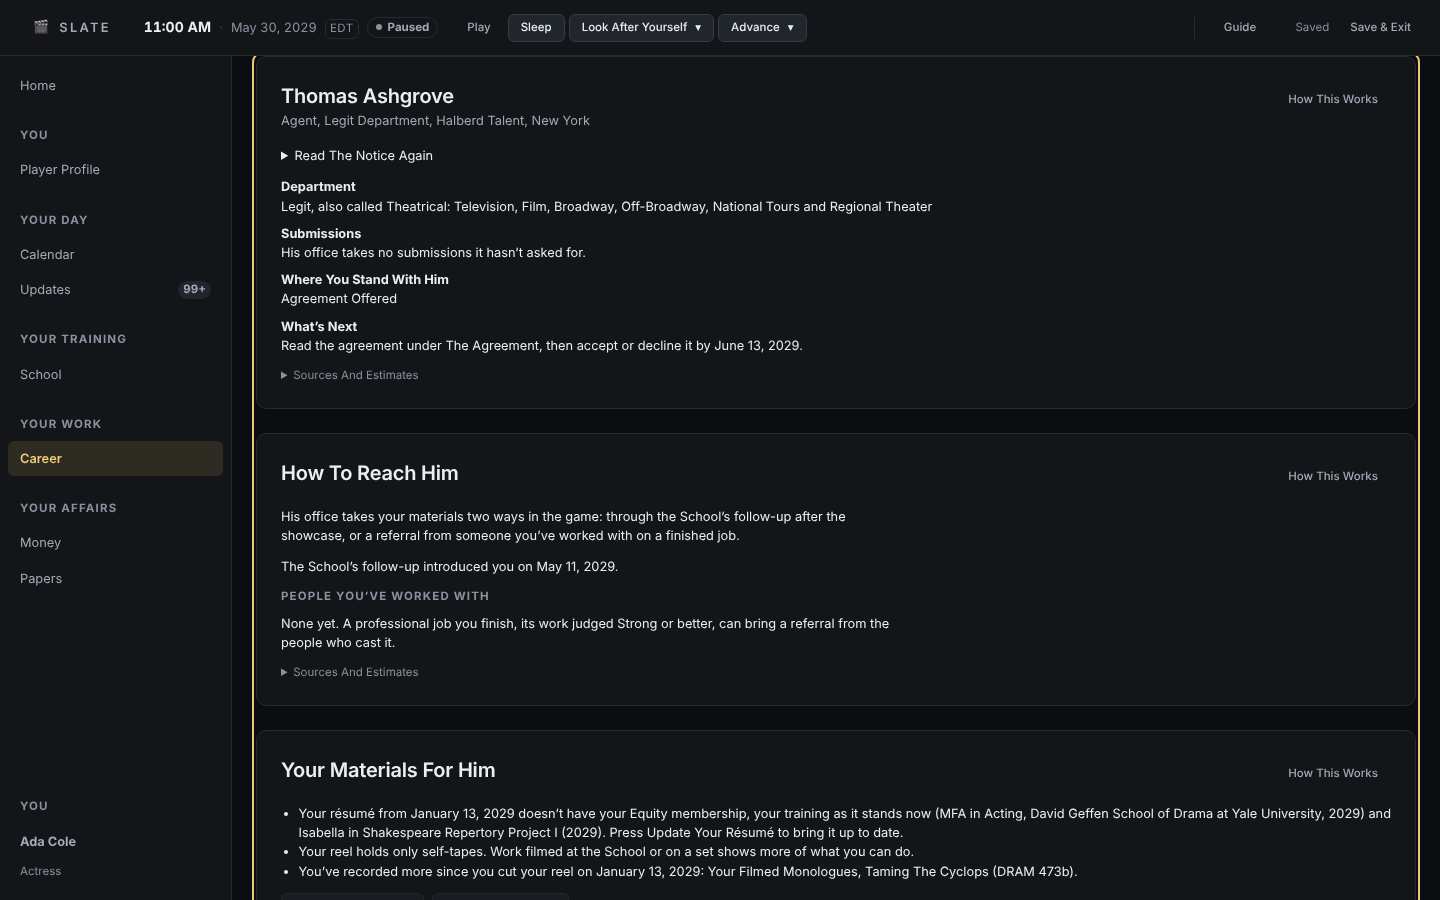 SLATE
11:00 AM · May 30, 2029 EDT Paused Play Sleep Look After Yourself ▾ Advance ▾ Guide Saved Save & Exit
Home
YOU
Player Profile
YOUR DAY
Calendar
Updates 99+
YOUR TRAINING
School
YOUR WORK
Career
YOUR AFFAIRS
Money
Papers
YOU
Ada Cole
Actress
Thomas Ashgrove
How This Works
Agent, Legit Department, Halberd Talent, New York
▶ Read The Notice Again
Department
Legit, also called Theatrical: Television, Film, Broadway, Off-Broadway, National Tours and Regional Theater
Submissions
His office takes no submissions it hasn’t asked for.
Where You Stand With Him
Agreement Offered
What’s Next
Read the agreement under The Agreement, then accept or decline it by June 13, 2029.
▶ Sources And Estimates
How To Reach Him
How This Works
His office takes your materials two ways in the game: through the School’s follow-up after the
showcase, or a referral from someone you’ve worked with on a finished job.
The School’s follow-up introduced you on May 11, 2029.
PEOPLE YOU’VE WORKED WITH
None yet. A professional job you finish, its work judged Strong or better, can bring a referral from the
people who cast it.
▶ Sources And Estimates
Your Materials For Him
How This Works
• Your résumé from January 13, 2029 doesn’t have your Equity membership, your training as it stands now (MFA in Acting, David Geffen School of Drama at Yale University, 2029) and
Isabella in Shakespeare Repertory Project I (2029). Press Update Your Résumé to bring it up to date.
• Your reel holds only self-tapes. Work filmed at the School or on a set shows more of what you can do.
• You’ve recorded more since you cut your reel on January 13, 2029: Your Filmed Monologues, Taming The Cyclops (DRAM 473b).